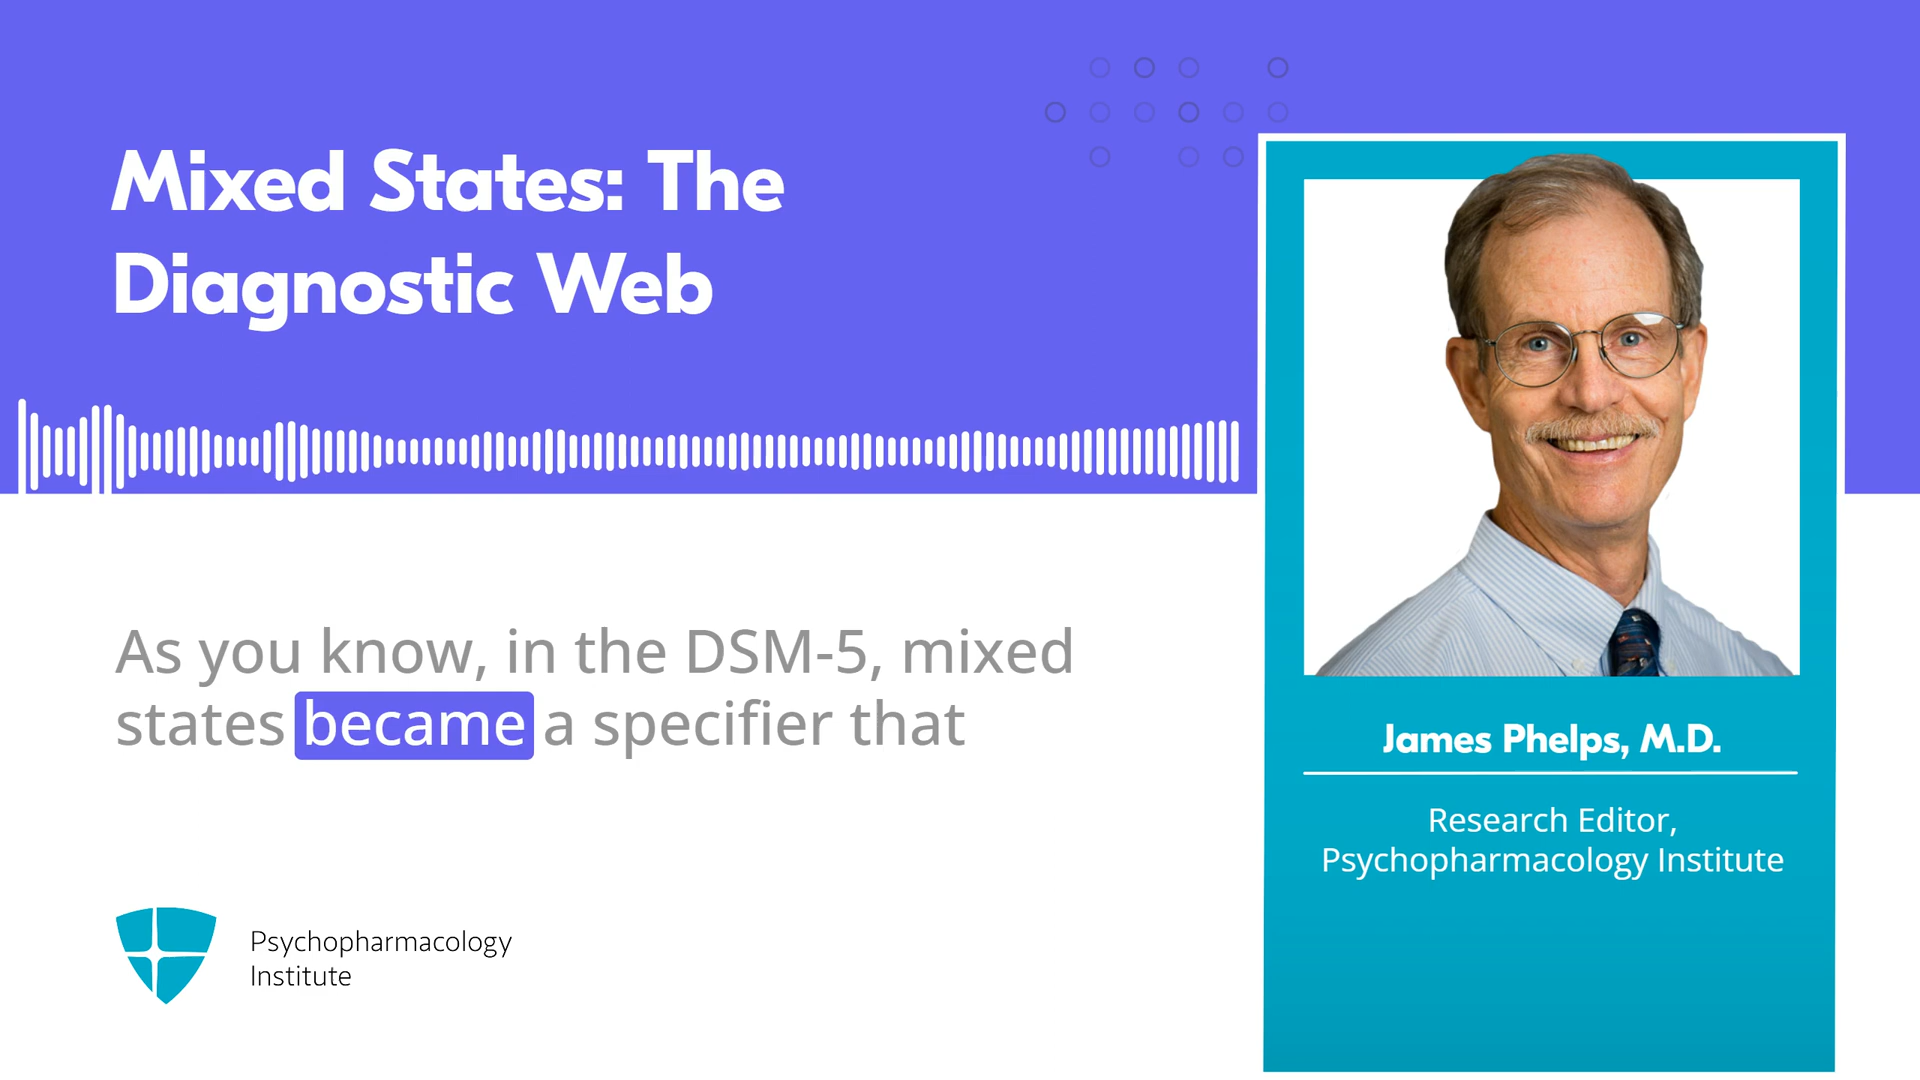 Mixed States: The
Diagnostic Web
As you know, in the DSM-5, mixed
states became a specifier that
James Phelps, M.D.
Research Editor,
Psychopharmacology Institute
Psychopharmacology
Institute